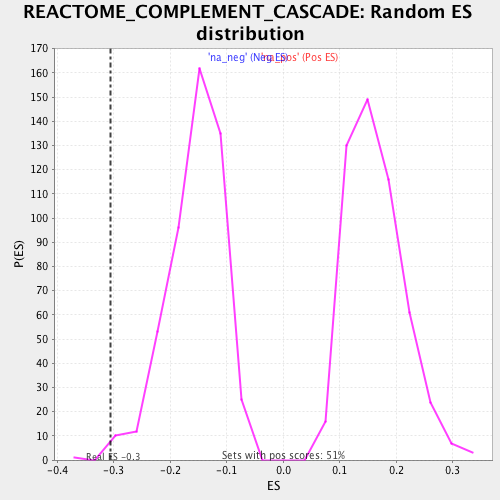 REACTOME_COMPLEMENT_CASCADE: Random ES
distribution
'na_neg' (Neg ES)
'na_pos' (Pos ES)
170
160
150
140
130
120
110
100
90
80
70
60
50
40
30
20
10
0
P(ES)
Real ES -0.3
Sets with pos scores: 51%
-0.4 -0.3 -0.2 -0.1 0.0 0.1 0.2 0.3
ES